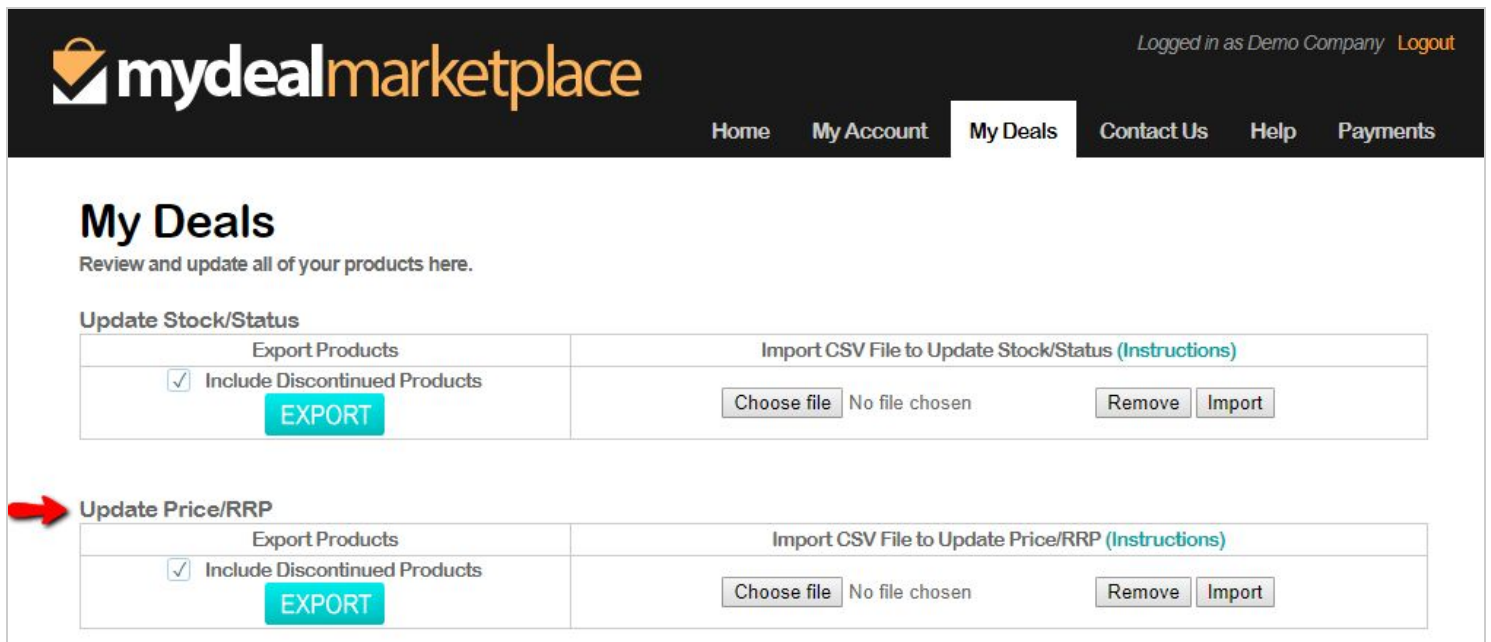 Logged in as Demo Company Logout
mydealmarketplace
Home My Account My Deals Contact Us Help Payments
My Deals
Review and update all of your products here.
Update Stock/Status
Export Products Import CSV File to Update Stock/Status (Instructions)
Include Discontinued Products
EXPORT Choose file No file chosen Remove Import
Update Price/RRP
Export Products Import CSV File to Update Price/RRP (Instructions)
Include Discontinued Products
EXPORT Choose file No file chosen Remove Import